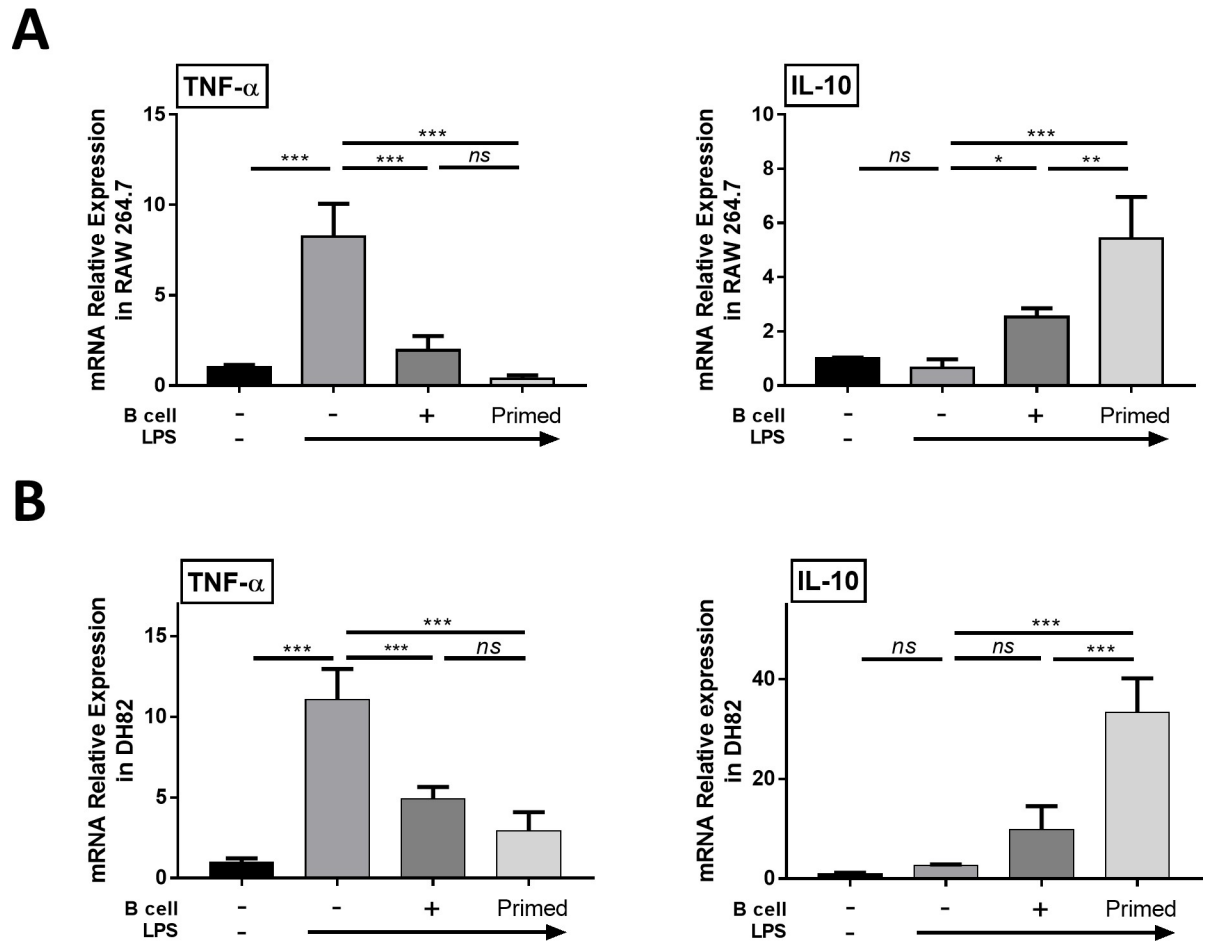 A
TNF-α
mRNA Relative Expression
in RAW 264.7
15
10
5
0
***
*** *** ns
B cell - - + Primed
LPS -
IL-10
mRNA Relative Expression
in RAW 264.7
10
8
6
4
2
0
***
ns * **
- - + Primed
-
B
TNF-α
mRNA Relative Expression
in DH82
15
10
5
0
***
*** *** ns
B cell - - + Primed
LPS -
IL-10
mRNA Relative expression
in DH82
40
20
0
***
ns ns ***
B cell - - + Primed
LPS -